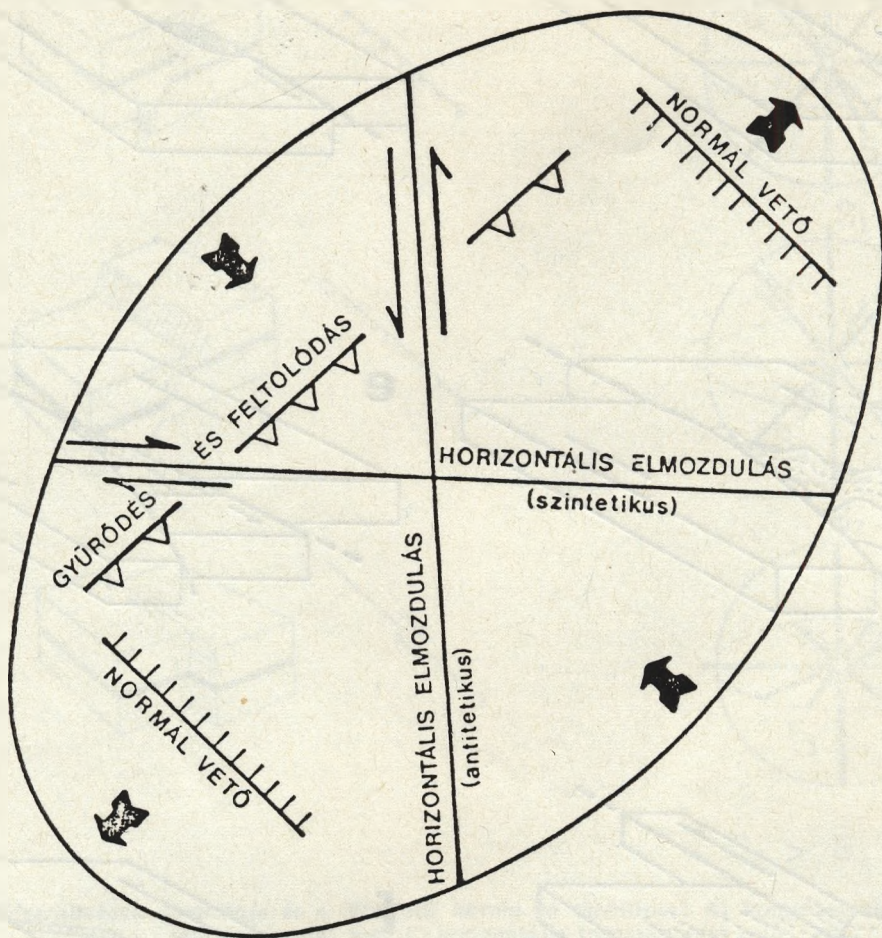 NORMÁL VETŐ
ÉS FELTOLÓDÁS
HORIZONTÁLIS ELMOZDULÁS
(szintetikus)
GYŰRŐDÉS
HORIZONTÁLIS ELMOZDULÁS
(antitetikus)
NORMÁL VETŐ